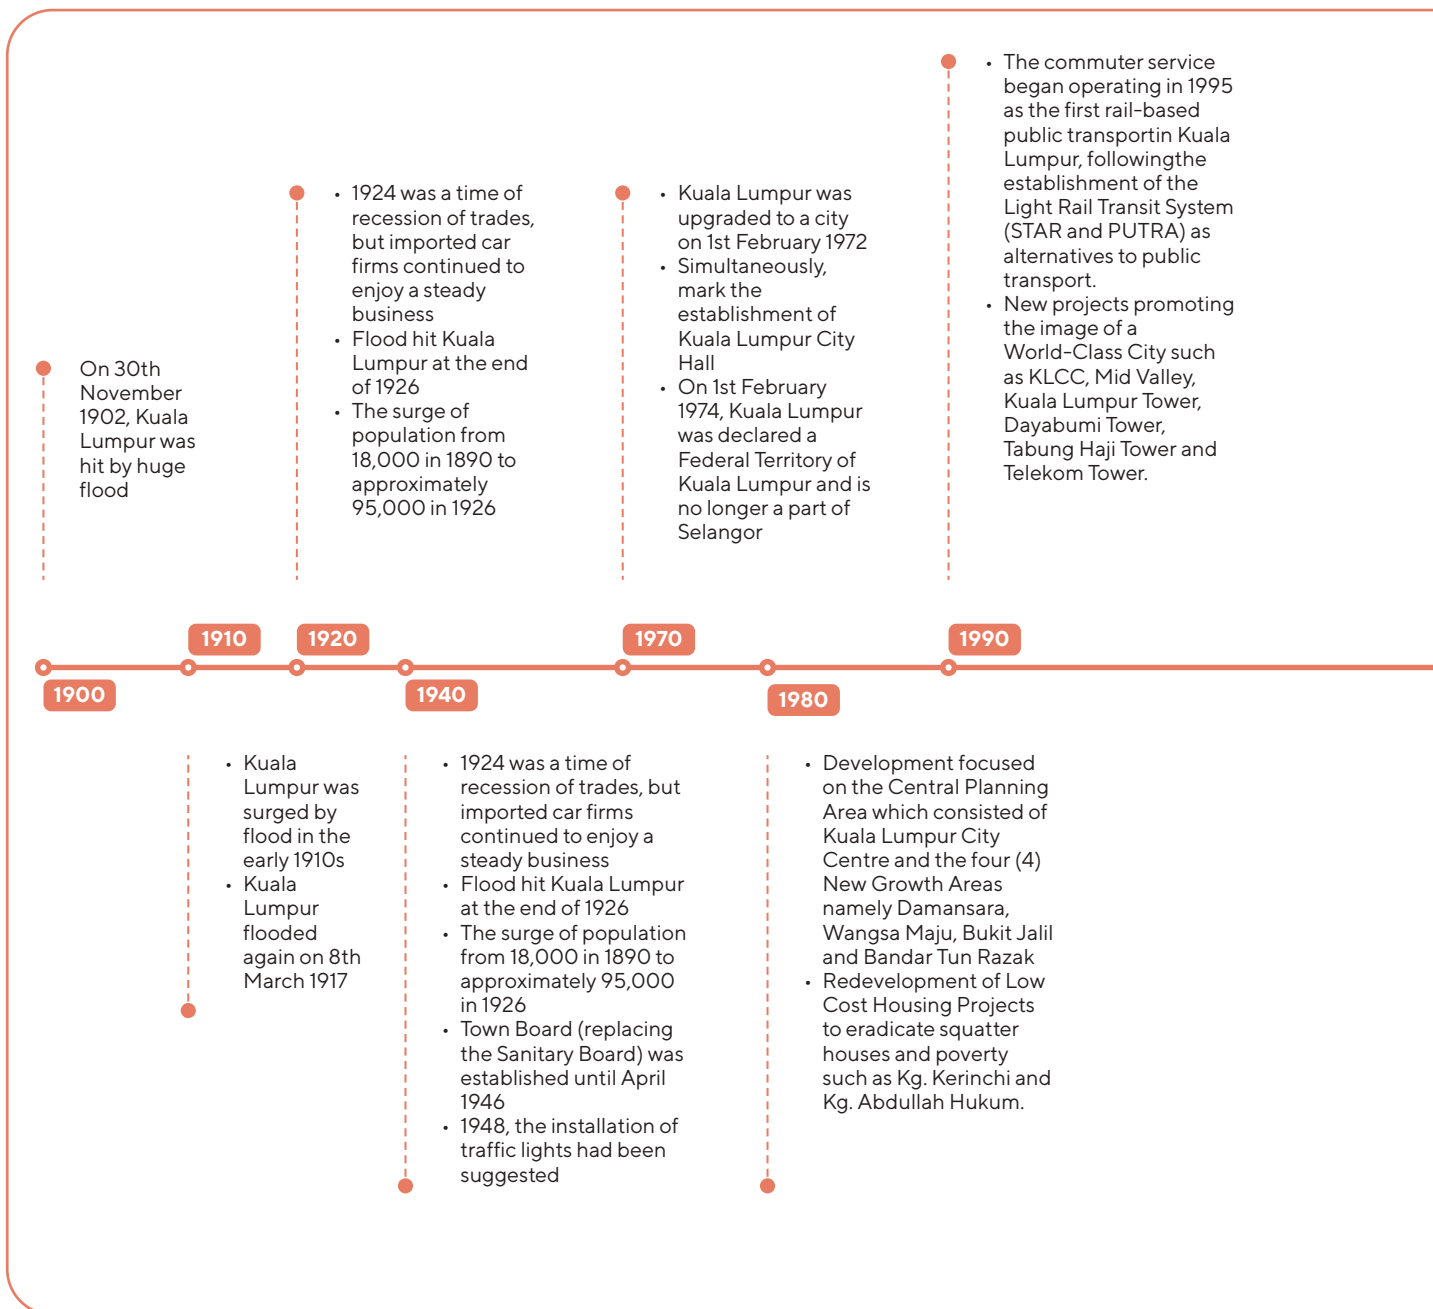 On 30th
November
1902, Kuala
Lumpur was
hit by huge
flood
• 1924 was a time of
recession of trades,
but imported car
firms continued to
enjoy a steady
business
• Flood hit Kuala
Lumpur at the end
of 1926
• The surge of
population from
18,000 in 1890 to
approximately
95,000 in 1926
• Kuala Lumpur was
upgraded to a city
on 1st February 1972
• Simultaneously,
mark the
establishment of
Kuala Lumpur City
Hall
• On 1st February
1974, Kuala Lumpur
was declared a
Federal Territory of
Kuala Lumpur and is
no longer a part of
Selangor
• The commuter service
began operating in 1995
as the first rail-based
public transportin Kuala
Lumpur, followingthe
establishment of the
Light Rail Transit System
(STAR and PUTRA) as
alternatives to public
transport.
• New projects promoting
the image of a
World-Class City such
as KLCC, Mid Valley,
Kuala Lumpur Tower,
Dayabumi Tower,
Tabung Haji Tower and
Telekom Tower.
1900
1910
1920
1940
1970
1980
1990
• Kuala
Lumpur was
surged by
flood in the
early 1910s
• Kuala
Lumpur
flooded
again on 8th
March 1917
• 1924 was a time of
recession of trades, but
imported car firms
continued to enjoy a
steady business
• Flood hit Kuala Lumpur
at the end of 1926
• The surge of population
from 18,000 in 1890 to
approximately 95,000
in 1926
• Town Board (replacing
the Sanitary Board) was
established until April
1946
• 1948, the installation of
traffic lights had been
suggested
• Development focused
on the Central Planning
Area which consisted of
Kuala Lumpur City
Centre and the four (4)
New Growth Areas
namely Damansara,
Wangsa Maju, Bukit Jalil
and Bandar Tun Razak
• Redevelopment of Low
Cost Housing Projects
to eradicate squatter
houses and poverty
such as Kg. Kerinchi and
Kg. Abdullah Hukum.